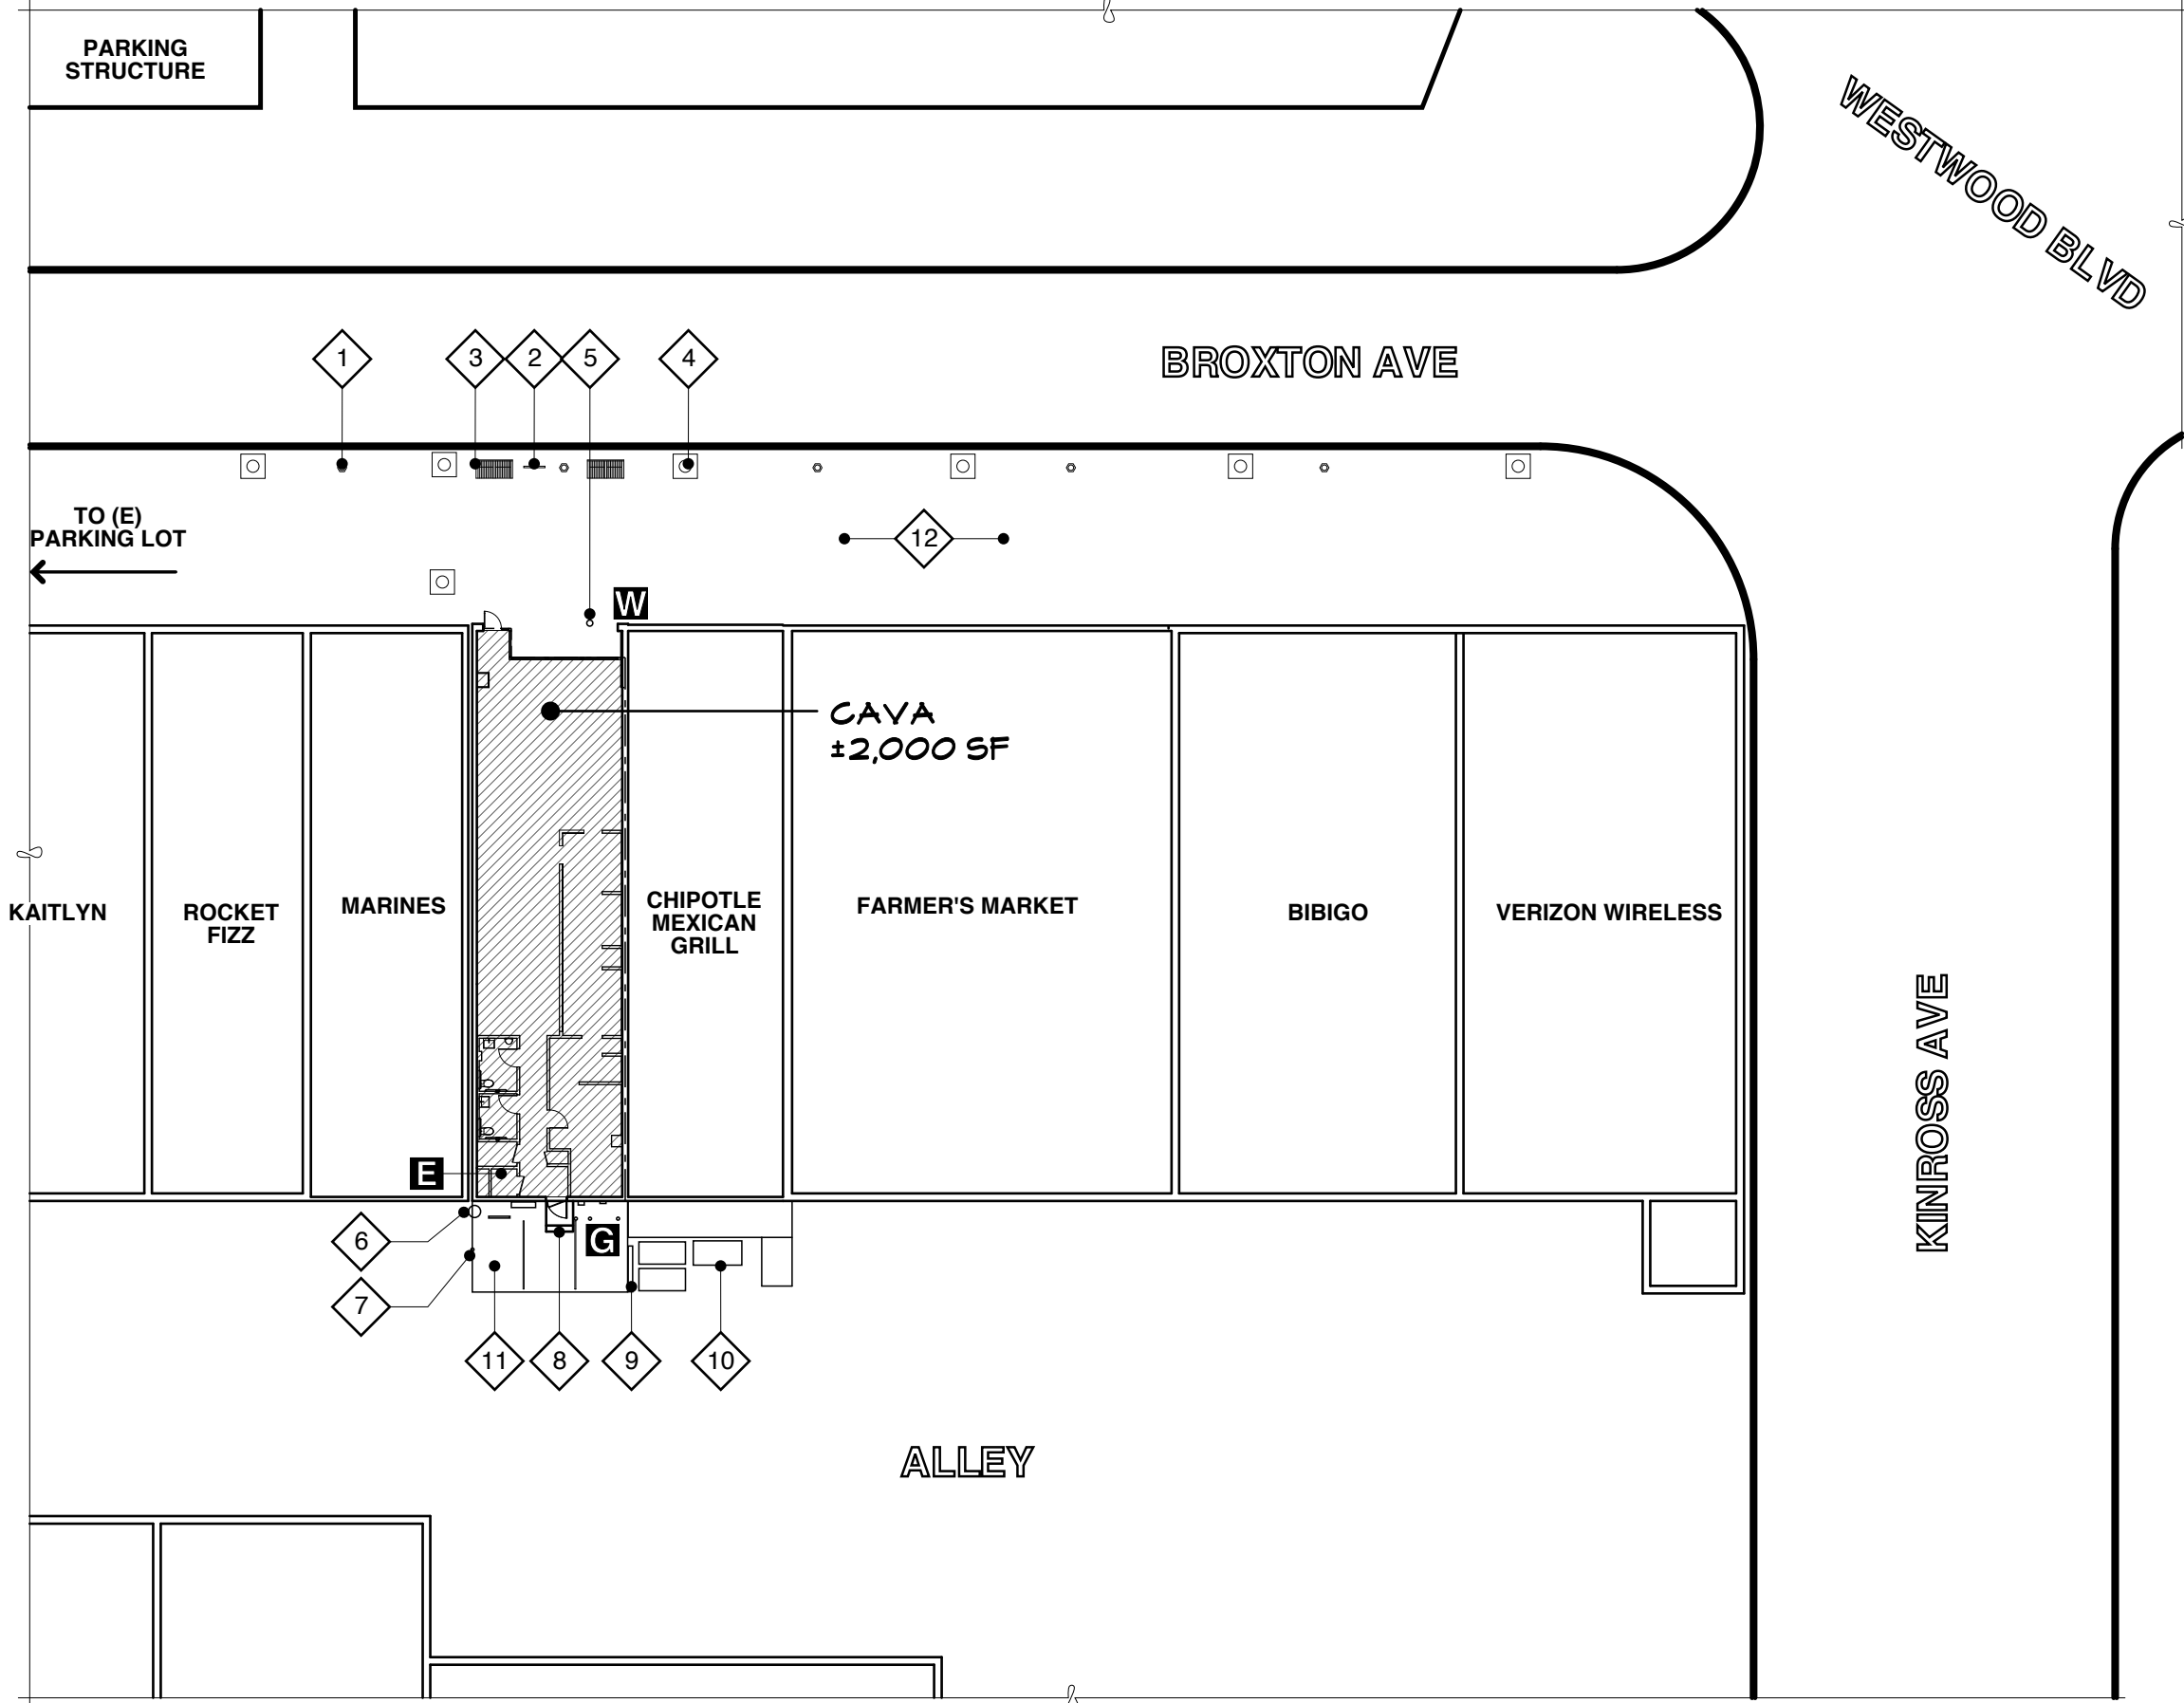 PARKING
STRUCTURE
WESTWOOD BLVD
BROXTON AVE
1
3
2
5
4
TO (E)
PARKING LOT
12
W
CAVA
±2,000 SF
KAITLYN
ROCKET
FIZZ
MARINES
CHIPOTLE
MEXICAN
GRILL
FARMER'S MARKET
BIBIGO
VERIZON WIRELESS
KINROSS AVE
E
G
6
7
11
8
9
10
ALLEY